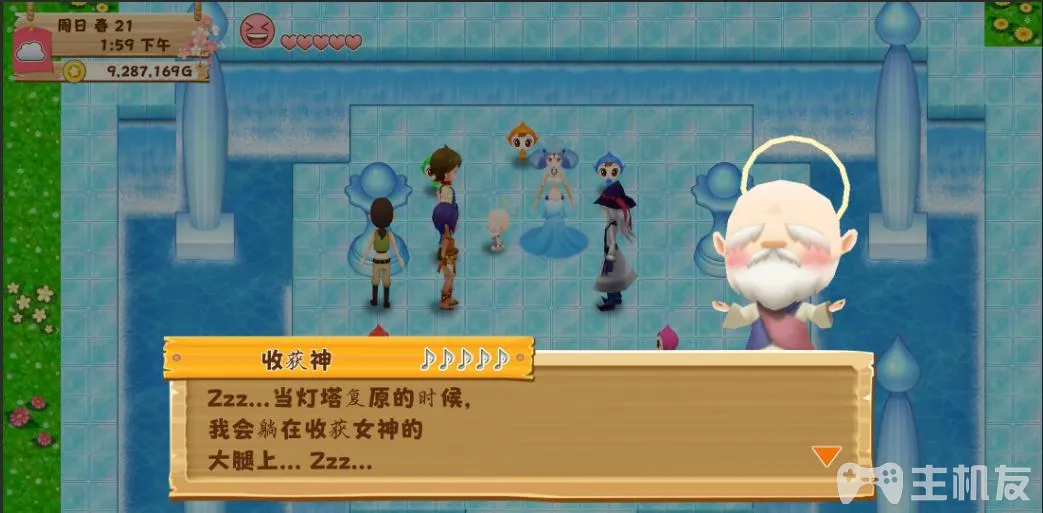 周日 春 21
1:59 下午
9,287,169G
收获神
Zzz...当灯塔复原的时候，
我会躺在收获女神的
大腿上... Zzz...
主机友